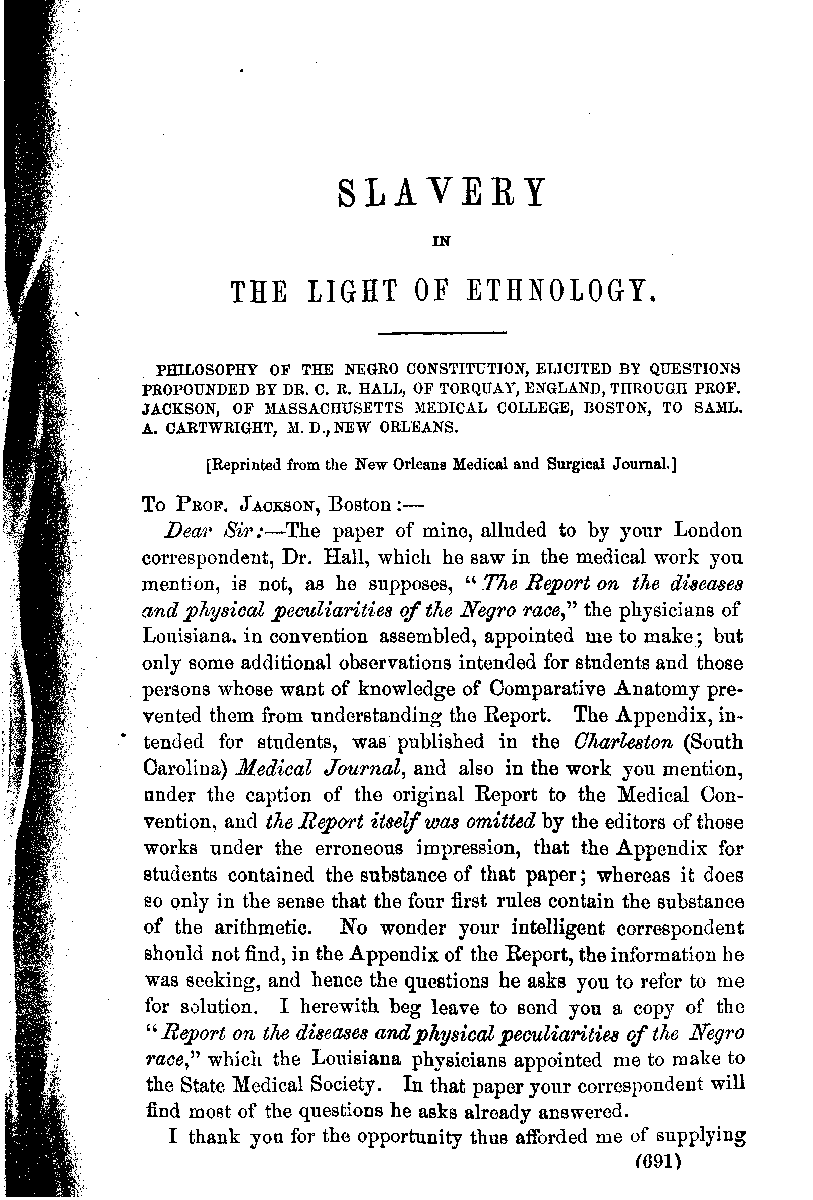 SLAVERY
IN
THE LIGHT OF ETHNOLOGY.
PHILOSOPHY OF THE NEGRO CONSTITUTION, ELICITED BY QUESTIONS
PROPOUNDED BY DR. C. R. HALL, OF TORQUAY, ENGLAND, THROUGH PROF.
JACKSON, OF MASSACHUSETTS MEDICAL COLLEGE, BOSTON, TO SAML.
A. CARTWRIGHT, M. D., NEW ORLEANS.
[Reprinted from the New Orleans Medical and Surgical Journal.]
To Prof. Jackson, Boston :—
Dear Sir:—The paper of mine, alluded to by your London
correspondent, Dr. Hall, which he saw in the medical work you
mention, is not, as he supposes, " The Report on the diseases
and physical peculiarities of the Negro race," the physicians of
Louisiana. in convention assembled, appointed me to make; but
only some additional observations intended for students and those
persons whose want of knowledge of Comparative Anatomy pre-
vented them from understanding the Report. The Appendix, in-
tended for students, was published in the Charleston (South
Carolina) Medical Journal, and also in the work you mention,
under the caption of the original Report to the Medical Con-
vention, and the Report itself was omitted by the editors of those
works under the erroneous impression, that the Appendix for
students contained the substance of that paper; whereas it does
so only in the sense that the four first rules contain the substance
of the arithmetic. No wonder your intelligent correspondent
should not find, in the Appendix of the Report, the information he
was seeking, and hence the questions he asks you to refer to me
for solution. I herewith beg leave to send you a copy of the
" Report on the diseases and physical peculiarities of the Negro
race," which the Louisiana physicians appointed me to make to
the State Medical Society. In that paper your correspondent will
find most of the questions he asks already answered.
I thank you for the opportunity thus afforded me of supplying
(691)